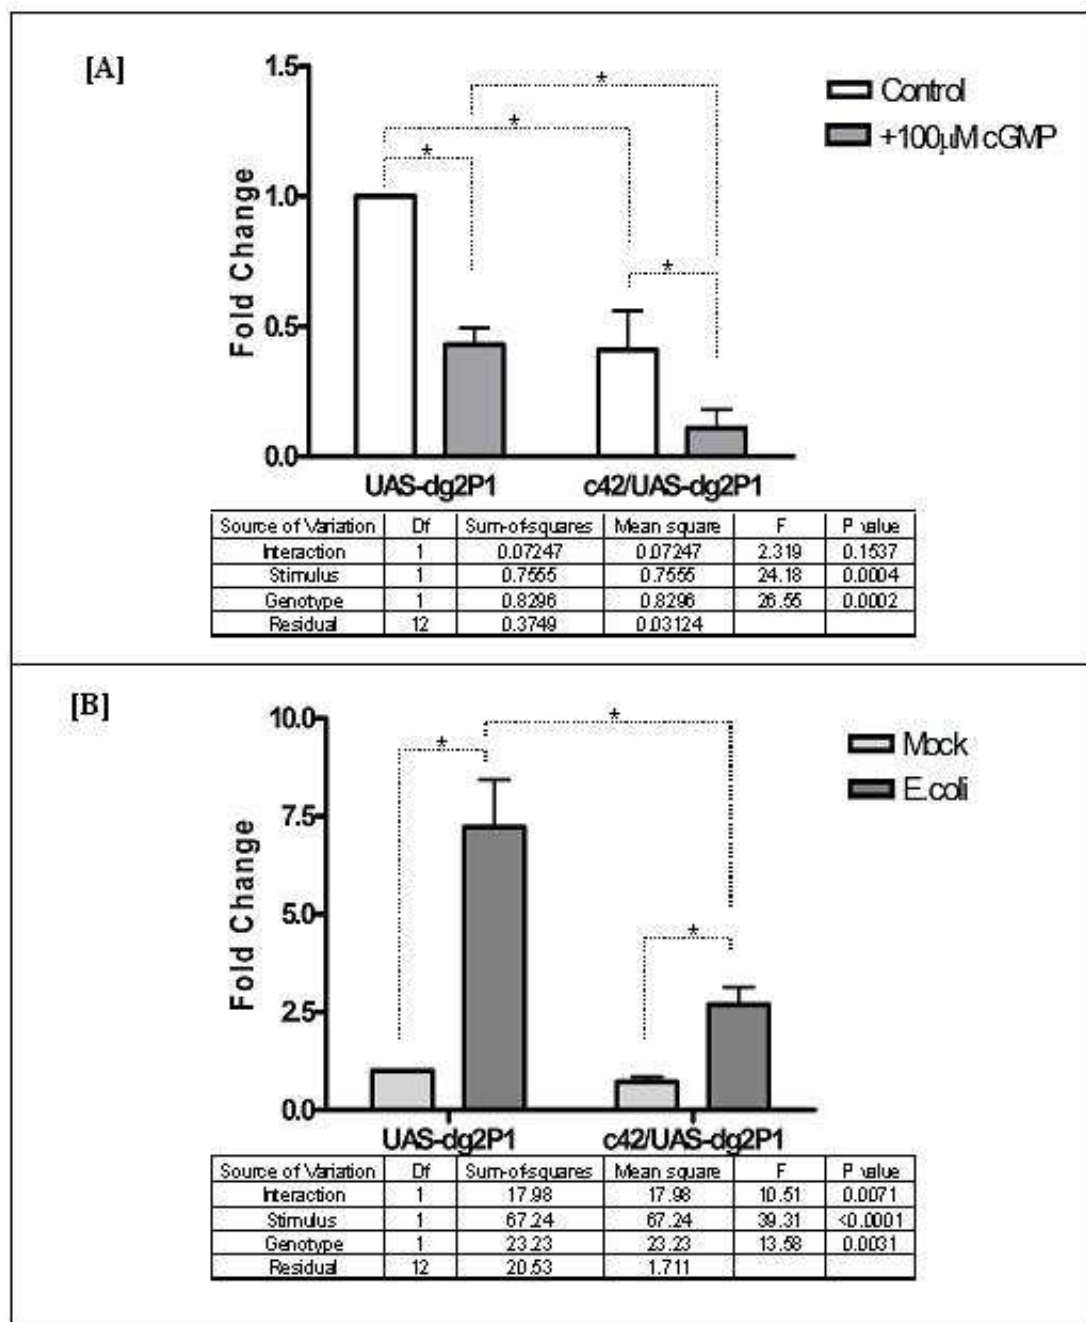 [A]
1.5
1.0
0.5
0.0
Fold Change
*
*
*
*
Control
+100µM cGMP
UAS-dg2P1 c42/UAS-dg2P1
Source of Variation Df Sum-of-squares Mean square F P value
Interaction 1 0.07247 0.07247 2.319 0.1537
Stimulus 1 0.7555 0.7555 24.18 0.0004
Genotype 1 0.8296 0.8296 26.55 0.0002
Residual 12 0.3749 0.03124
[B]
10.0
7.5
5.0
2.5
0.0
Fold Change
*
*
*
Mock
E.coli
UAS-dg2P1 c42/UAS-dg2P1
Source of Variation Df Sum-of-squares Mean square F P value
Interaction 1 17.98 17.98 10.51 0.0071
Stimulus 1 67.24 67.24 39.31 <0.0001
Genotype 1 23.23 23.23 13.58 0.0031
Residual 12 20.53 1.711